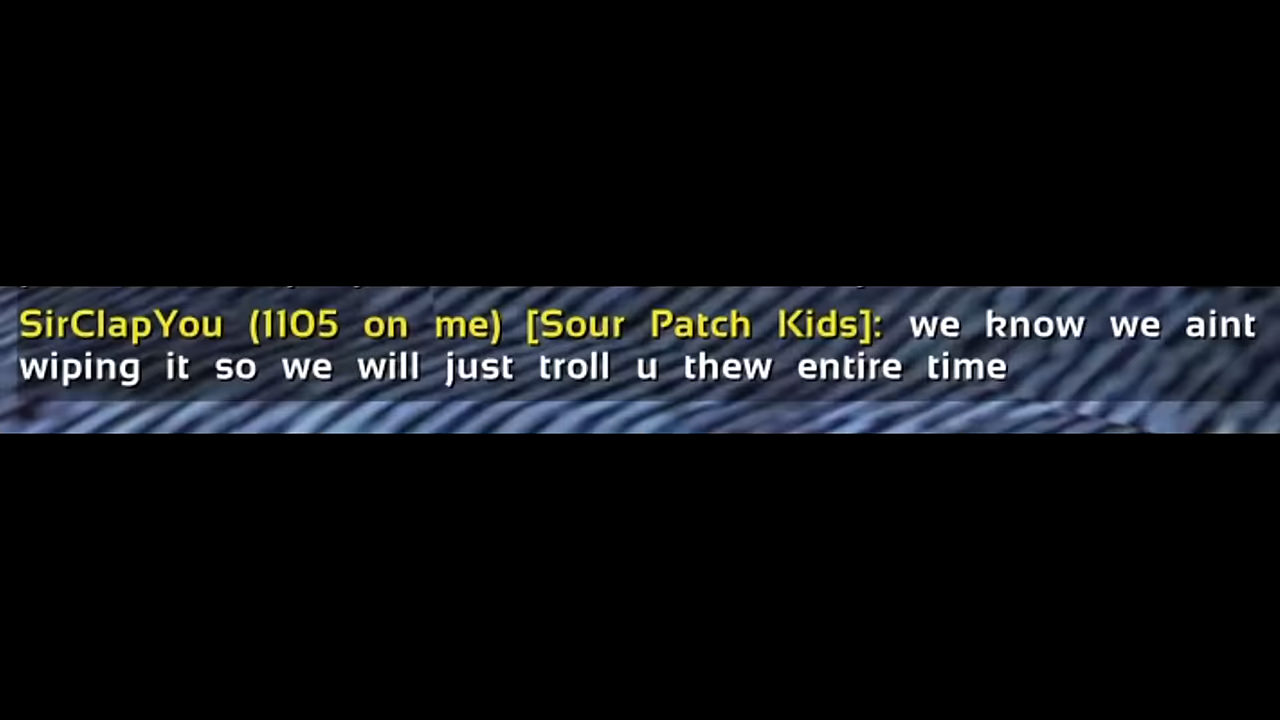 SirClapYou (1105 on me) [Sour Patch Kids]: we know we aint
wiping it so we will just troll u thew entire time